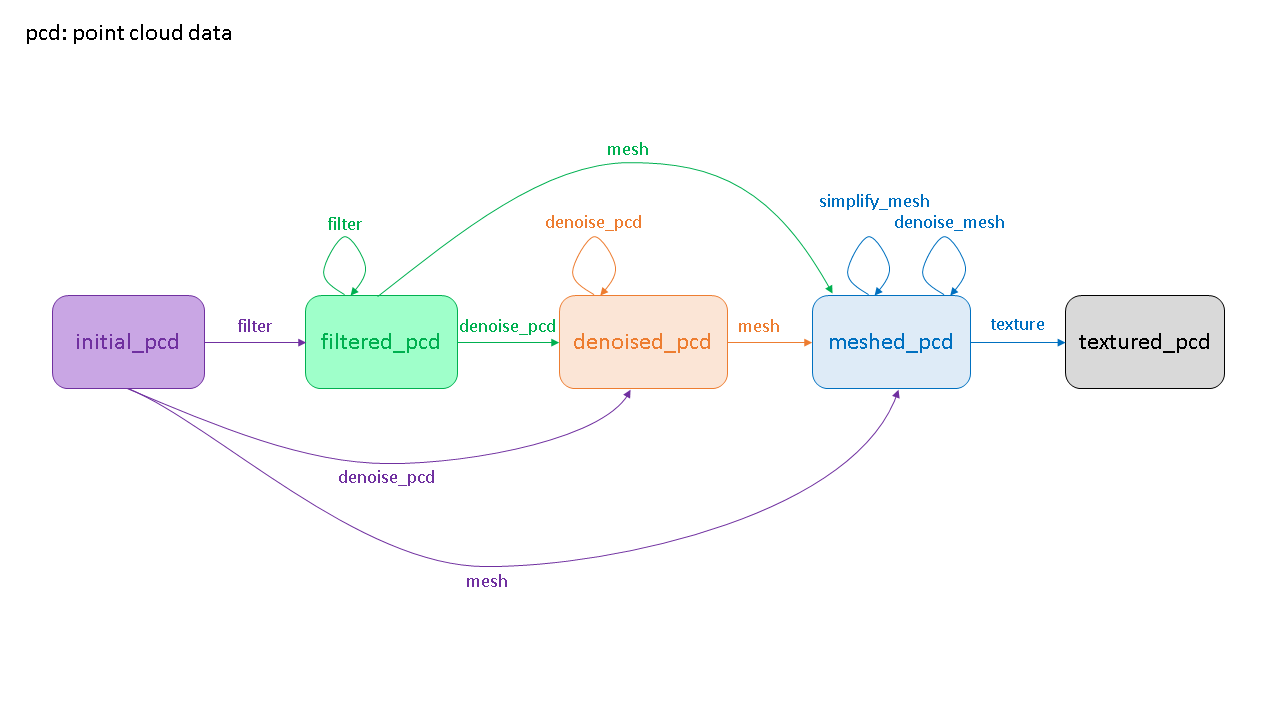 pcd: point cloud data
mesh
simplify_mesh
filter
denoise_pcd
denoise_mesh
filter
denoise_pcd
mesh
texture
initial_pcd
filtered_pcd
denoised_pcd
meshed_pcd
textured_pcd
denoise_pcd
mesh